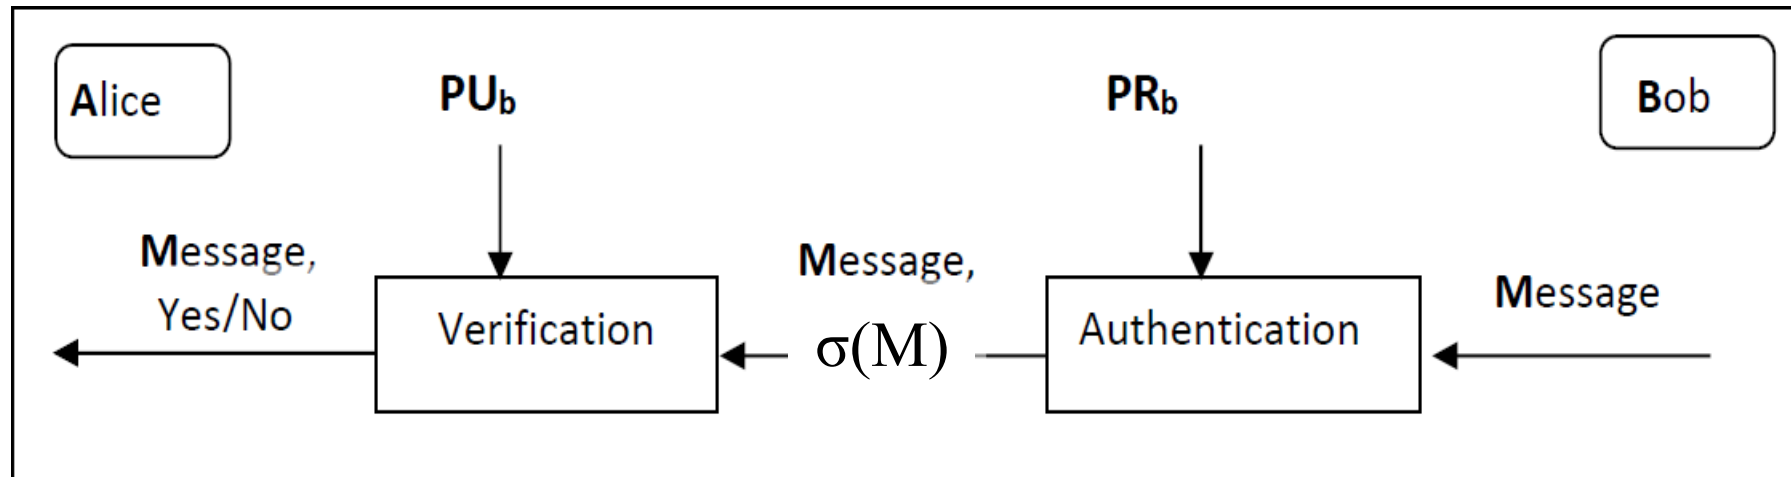 Alice
PUb
PRb
Bob
Message,
Yes/No
Verification
Message,
σ(M)
Authentication
Message